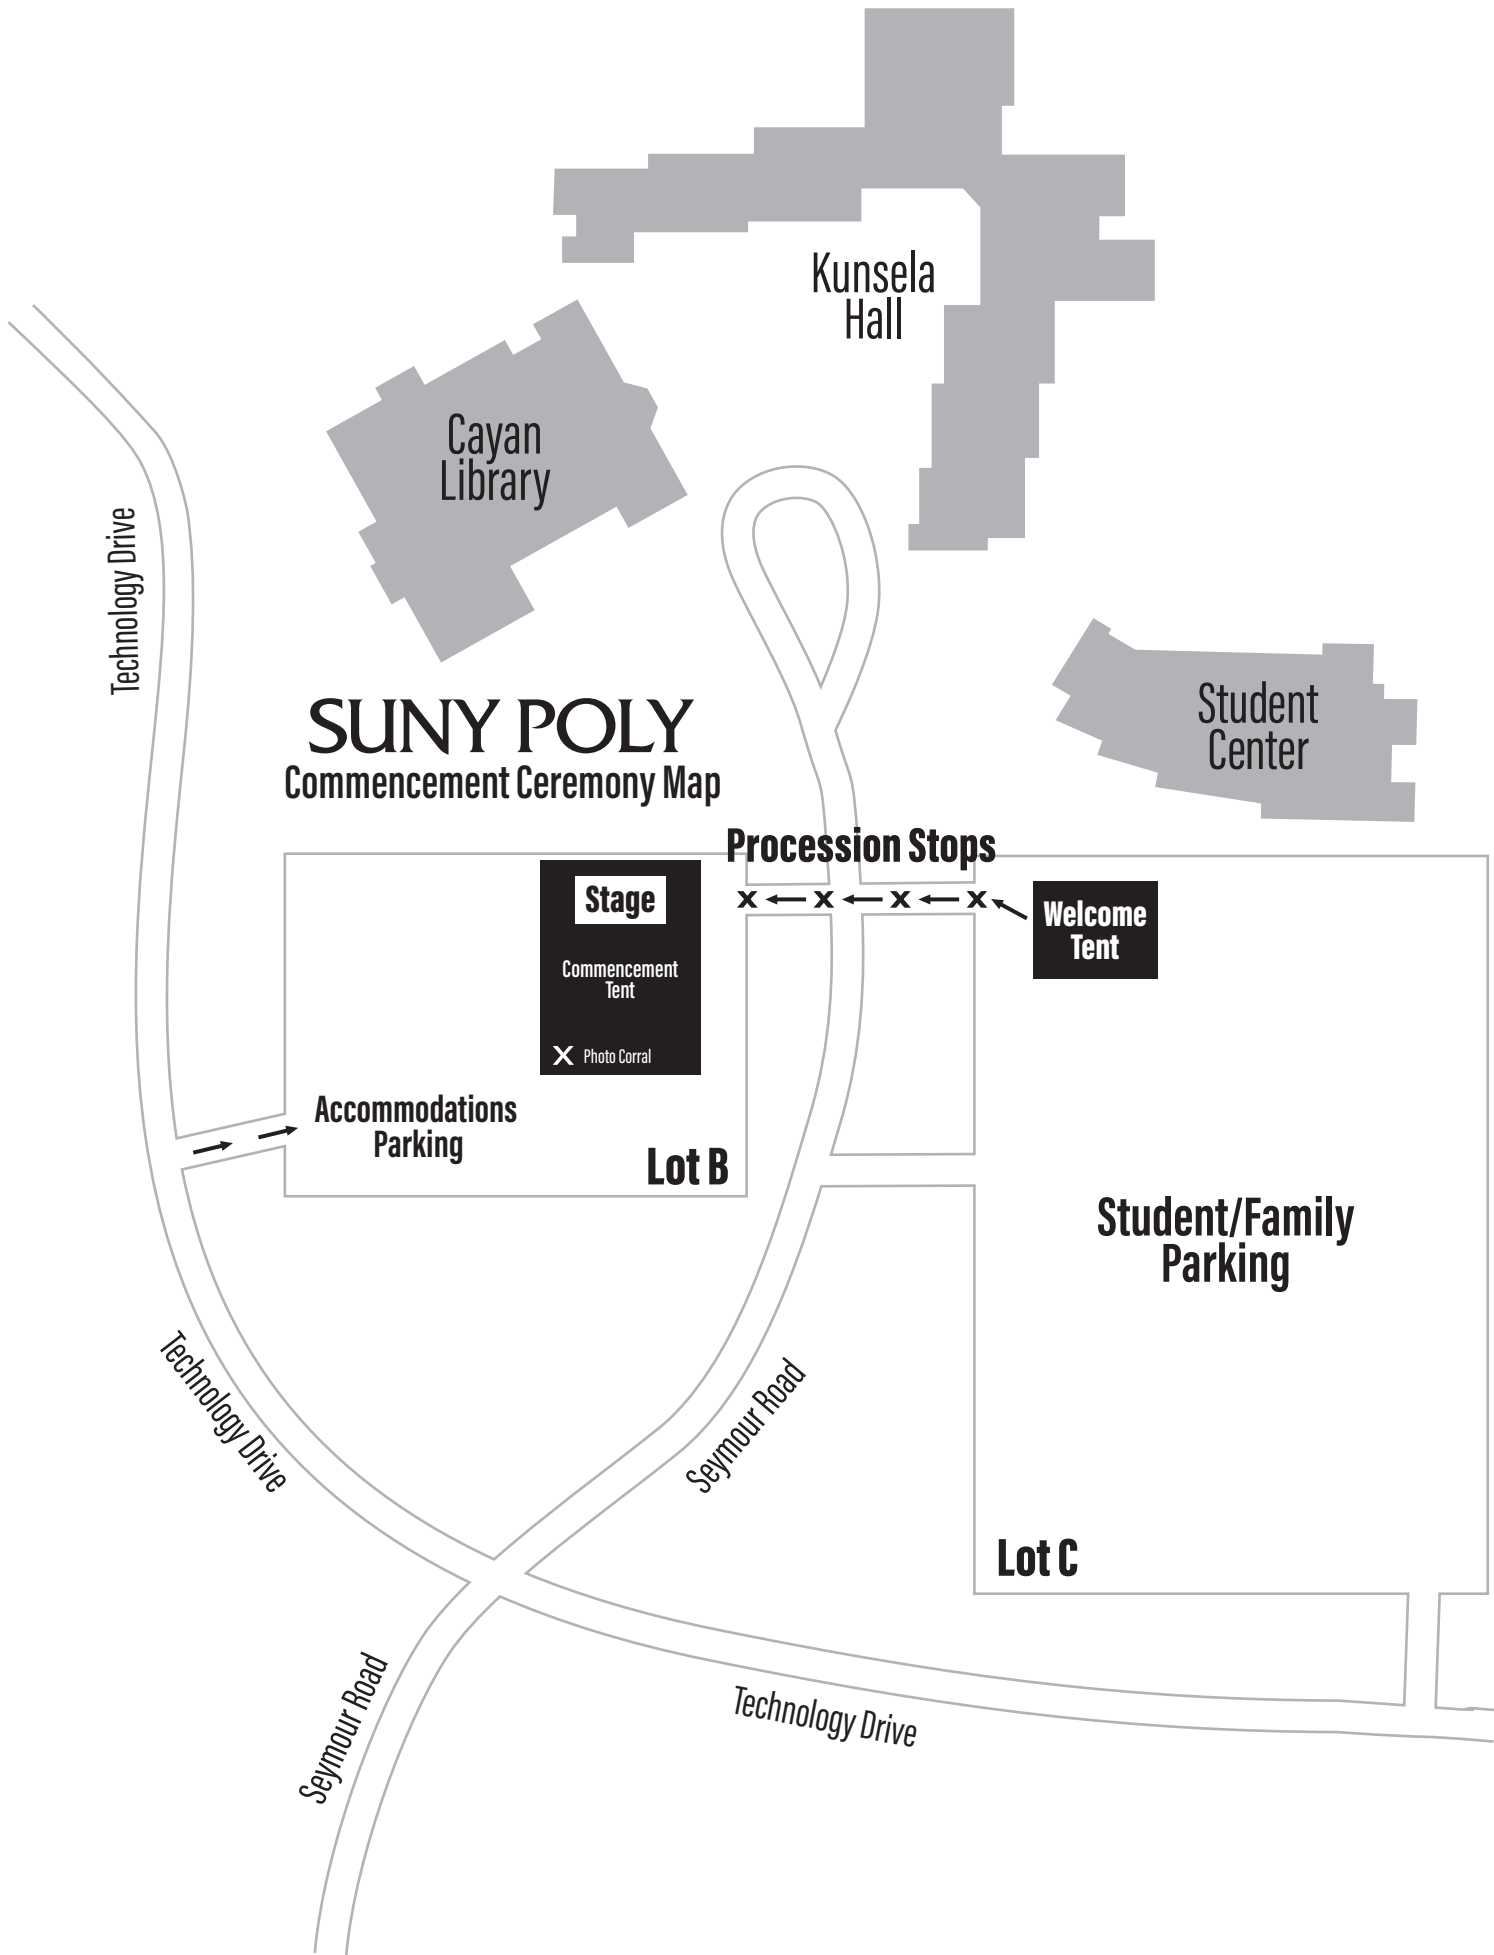 Kunsela
Hall
Cayan
Library
Technology Drive
Student
Center
SUNY POLY
Commencement Ceremony Map
Procession Stops
Stage
X X X X
Welcome
Tent
Commencement
Tent
X Photo Corral
Accommodations
Parking
Lot B
Student/Family
Parking
Technology Drive
Seymour Road
Lot C
Seymour Road
Technology Drive